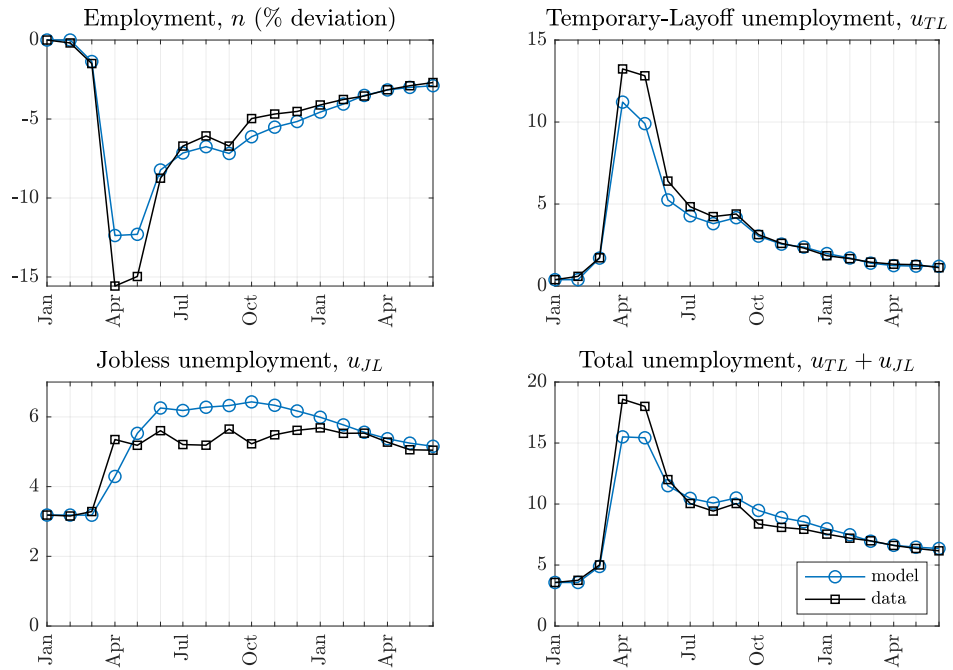 Employment, n (% deviation)
0
-5
-10
-15
Jan
Apr
Jul
Oct
Jan
Apr
Temporary-Layoff unemployment, u_TL
15
10
5
0
Jan
Apr
Jul
Oct
Jan
Apr
Jobless unemployment, u_JL
6
4
2
0
Jan
Apr
Jul
Oct
Jan
Apr
Total unemployment, u_TL + u_JL
20
15
10
5
0
Jan
Apr
Jul
Oct
Jan
Apr
model
data